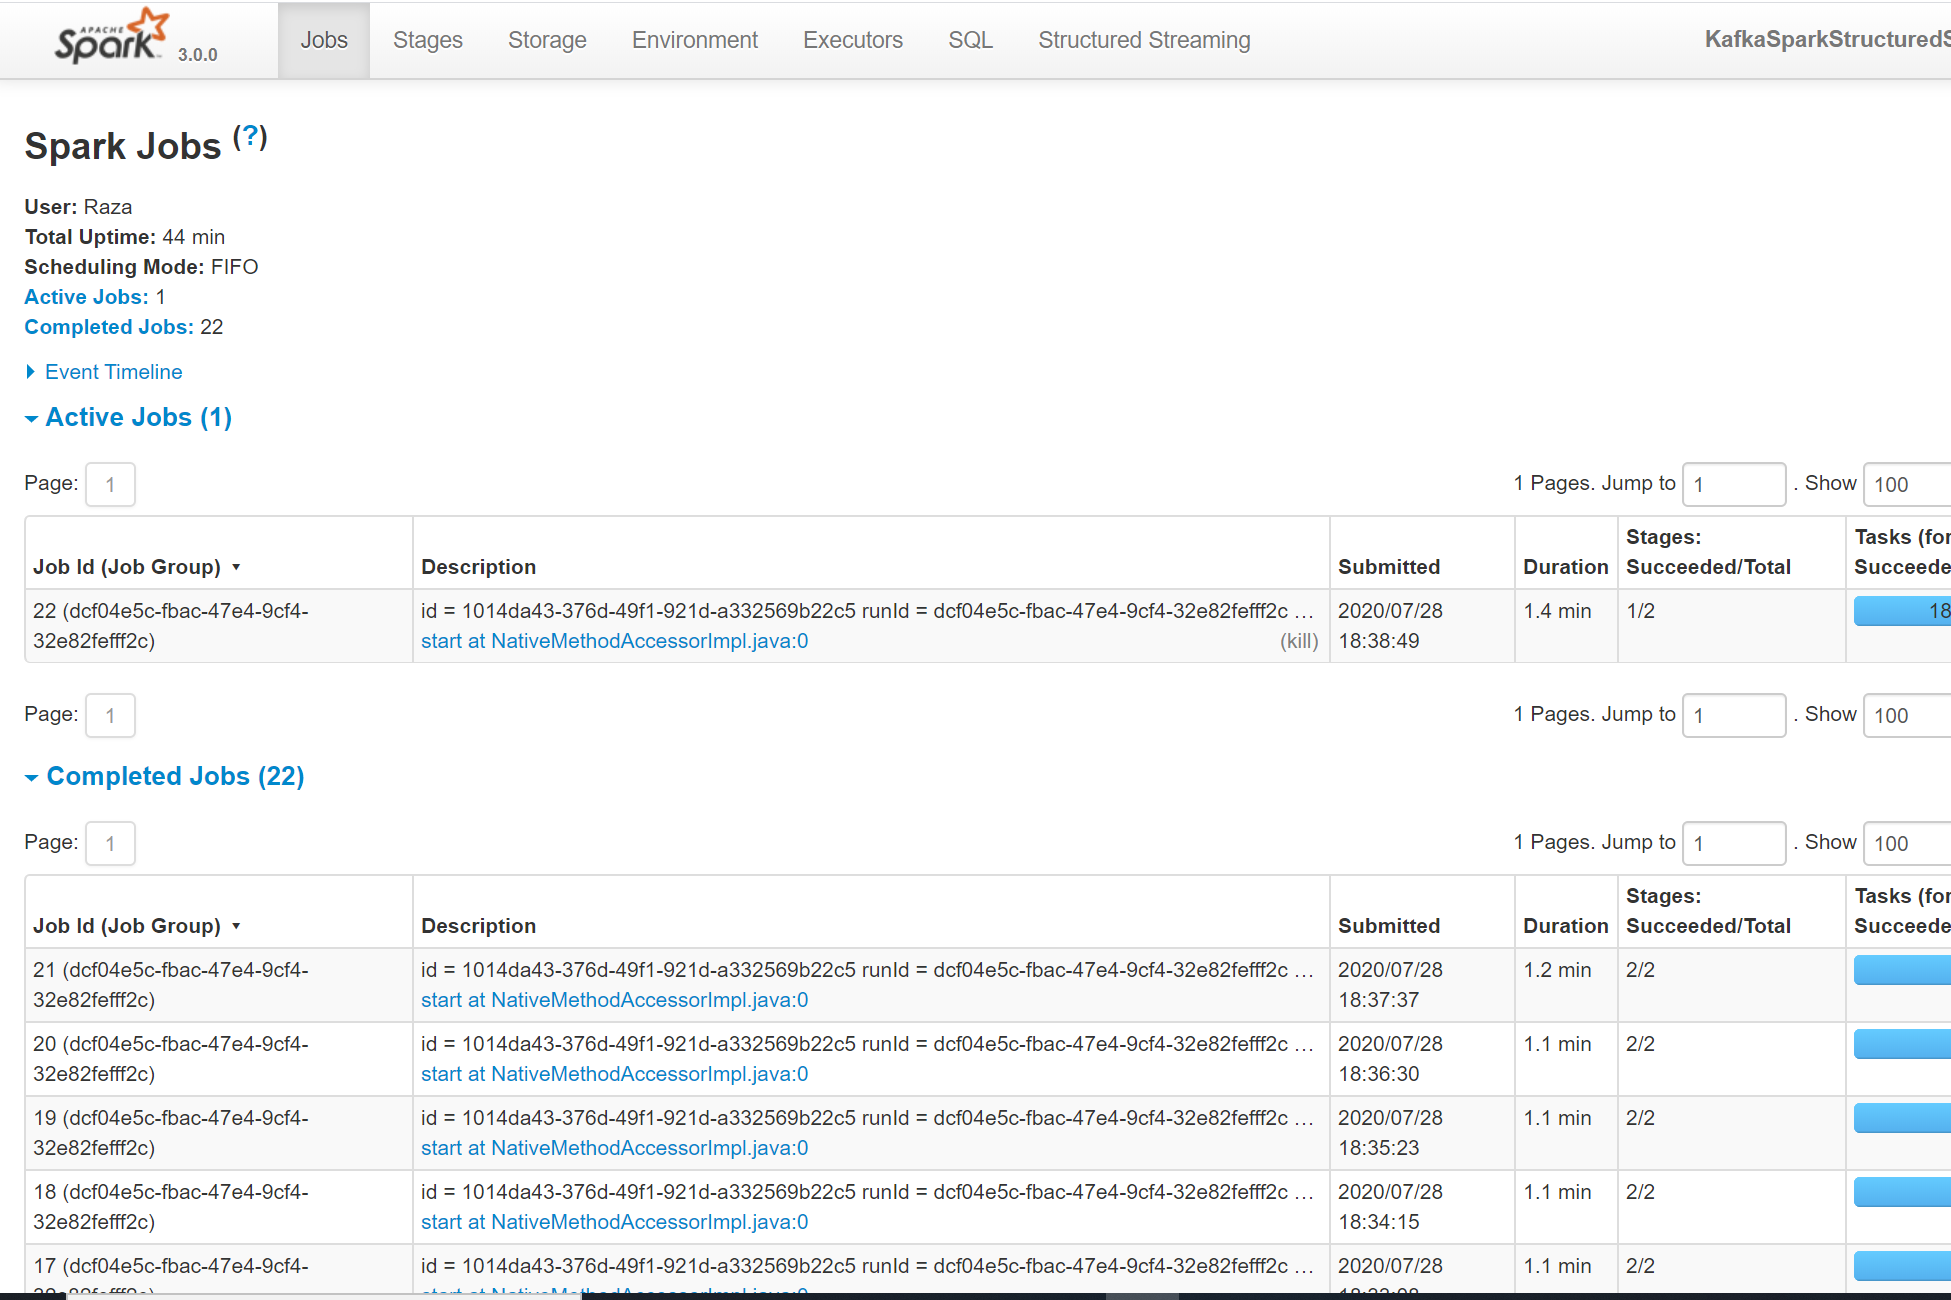 APACHE
Spark 3.0.0 Jobs Stages Storage Environment Executors SQL Structured Streaming KafkaSparkStructuredS
Spark Jobs (?)
User: Raza
Total Uptime: 44 min
Scheduling Mode: FIFO
Active Jobs: 1
Completed Jobs: 22
Event Timeline
Active Jobs (1)
Page: 1 1 Pages. Jump to 1 . Show 100
Stages: Tasks (for
Job Id (Job Group) ▾ Description Submitted Duration Succeeded/Total Succeede
22 (dcf04e5c-fbac-47e4-9cf4- id = 1014da43-376d-49f1-921d-a332569b22c5 runId = dcf04e5c-fbac-47e4-9cf4-32e82fefff2c ... 2020/07/28 1.4 min 1/2 18
32e82fefff2c) start at NativeMethodAccessorImpl.java:0 (kill) 18:38:49
Page: 1 1 Pages. Jump to 1 . Show 100
Completed Jobs (22)
Page: 1 1 Pages. Jump to 1 . Show 100
Stages: Tasks (for
Job Id (Job Group) ▾ Description Submitted Duration Succeeded/Total Succeede
21 (dcf04e5c-fbac-47e4-9cf4- id = 1014da43-376d-49f1-921d-a332569b22c5 runId = dcf04e5c-fbac-47e4-9cf4-32e82fefff2c ... 2020/07/28 1.2 min 2/2
32e82fefff2c) start at NativeMethodAccessorImpl.java:0 18:37:37
20 (dcf04e5c-fbac-47e4-9cf4- id = 1014da43-376d-49f1-921d-a332569b22c5 runId = dcf04e5c-fbac-47e4-9cf4-32e82fefff2c ... 2020/07/28 1.1 min 2/2
32e82fefff2c) start at NativeMethodAccessorImpl.java:0 18:36:30
19 (dcf04e5c-fbac-47e4-9cf4- id = 1014da43-376d-49f1-921d-a332569b22c5 runId = dcf04e5c-fbac-47e4-9cf4-32e82fefff2c ... 2020/07/28 1.1 min 2/2
32e82fefff2c) start at NativeMethodAccessorImpl.java:0 18:35:23
18 (dcf04e5c-fbac-47e4-9cf4- id = 1014da43-376d-49f1-921d-a332569b22c5 runId = dcf04e5c-fbac-47e4-9cf4-32e82fefff2c ... 2020/07/28 1.1 min 2/2
32e82fefff2c) start at NativeMethodAccessorImpl.java:0 18:34:15
17 (dcf04e5c-fbac-47e4-9cf4- id = 1014da43-376d-49f1-921d-a332569b22c5 runId = dcf04e5c-fbac-47e4-9cf4-32e82fefff2c ... 2020/07/28 1.1 min 2/2